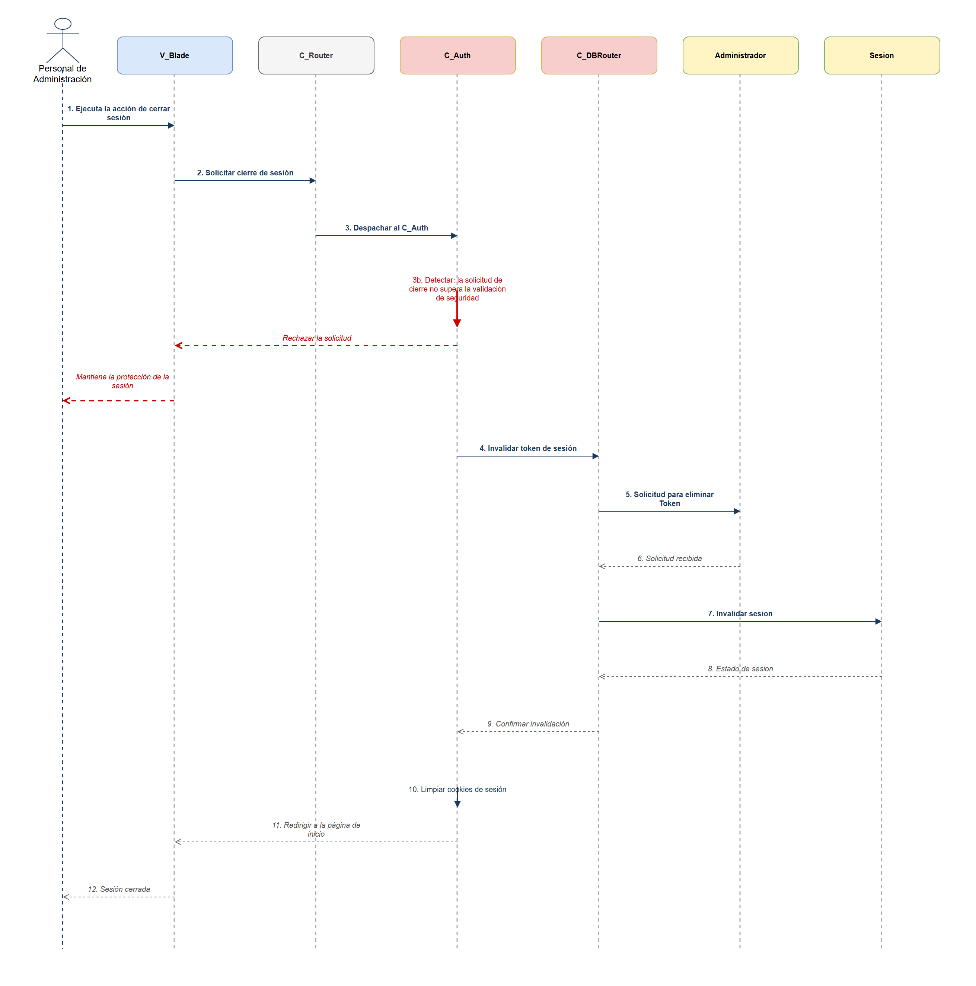 Personal de
Administración
V_Blade
C_Router
C_Auth
C_DBRouter
Administrador
Sesion
1. Ejecuta la acción de cerrar
sesión
2. Solicitar cierre de sesión
3. Despachar al C_Auth
3b. Detectar: la solicitud de
cierre no supera la validación
de seguridad
Rechazar la solicitud
Mantiene la protección de la
sesión
4. Invalidar token de sesión
5. Solicitud para eliminar
Token
6. Solicitud recibida
7. Invalidar sesion
8. Estado de sesion
9. Confirmar invalidación
10. Limpiar cookies de sesión
11. Redirigir a la página de
inicio
12. Sesión cerrada